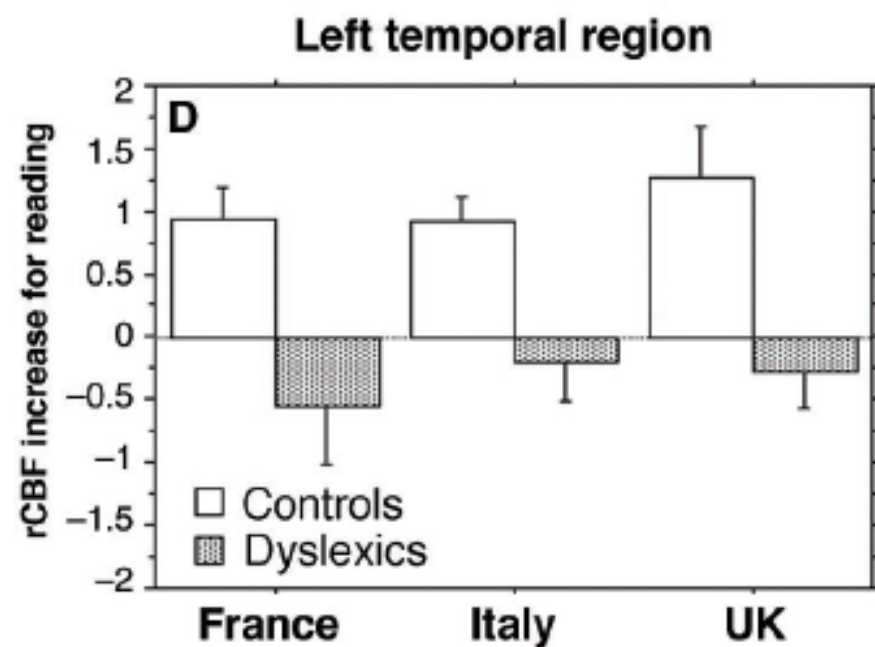 Left temporal region
D
rCBF increase for reading
2
1.5
1
0.5
0
−0.5
−1
−1.5
−2
Controls
Dyslexics
France Italy UK